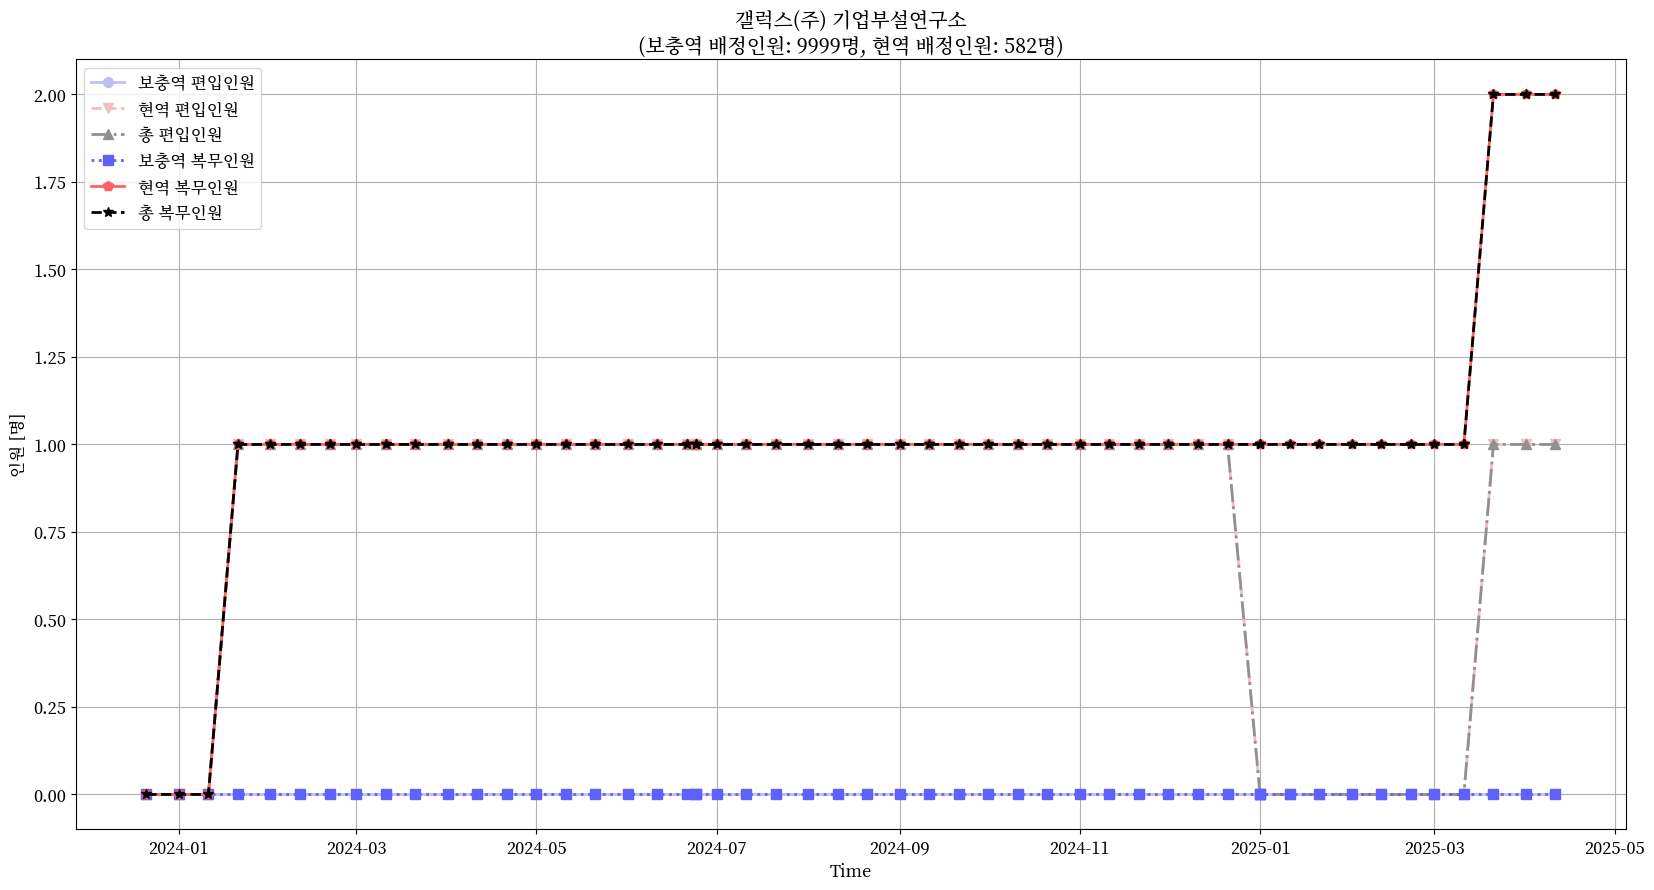 갤럭스(주) 기업부설연구소
(보충역 배정인원: 9999명, 현역 배정인원: 582명)
보충역 편입인원
현역 편입인원
총 편입인원
보충역 복무인원
현역 복무인원
총 복무인원
인원 [명]
2.00
1.75
1.50
1.25
1.00
0.75
0.50
0.25
0.00
2024-01
2024-03
2024-05
2024-07
2024-09
2024-11
2025-01
2025-03
2025-05
Time